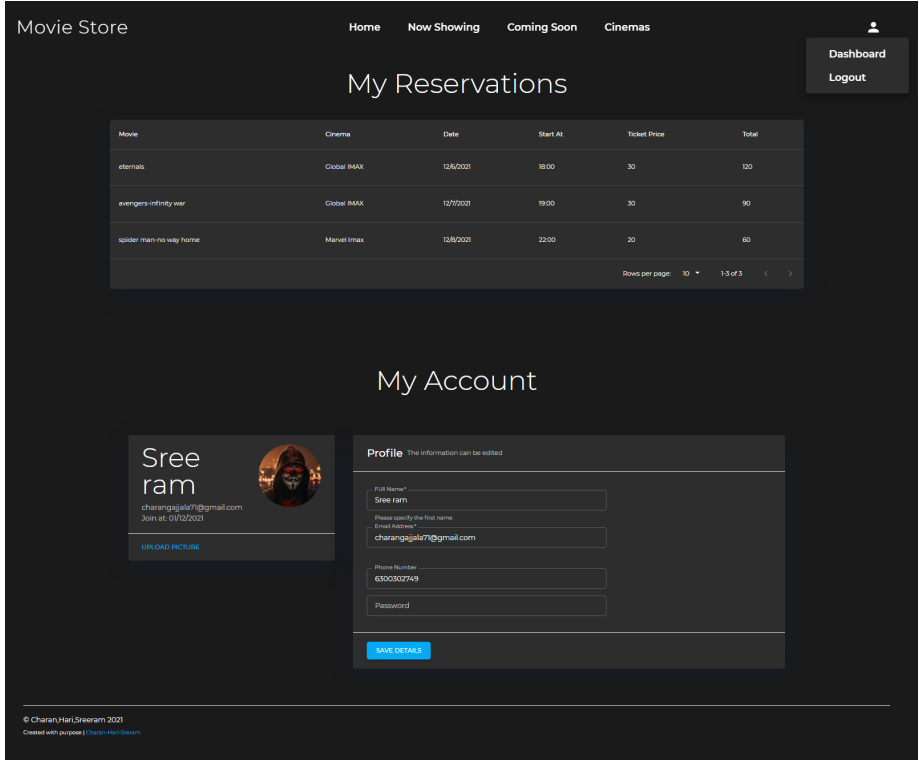 Movie Store Home Now Showing Coming Soon Cinemas
Dashboard
Logout
My Reservations
Movie Cinema Date Start At Ticket Price Total
eternals Global IMAX 12/6/2021 18:00 30 120
avengers-infinity war Global IMAX 12/7/2021 19:00 30 90
spider man-no way home Marvel Imax 12/8/2021 22:00 20 60
Rows per page: 10 1-3 of 3
My Account
Sree
ram
charangajjala71@gmail.com
Join at: 01/12/2021
UPLOAD PICTURE
Profile The information can be edited
FUll Name*
Sree ram
Please specify the first name
Email Address*
charangajjala71@gmail.com
Phone Number
6300302749
Password
SAVE DETAILS
© Charan,Hari,Sreeram 2021
Created with purpose | Charan-Hari-Sreram